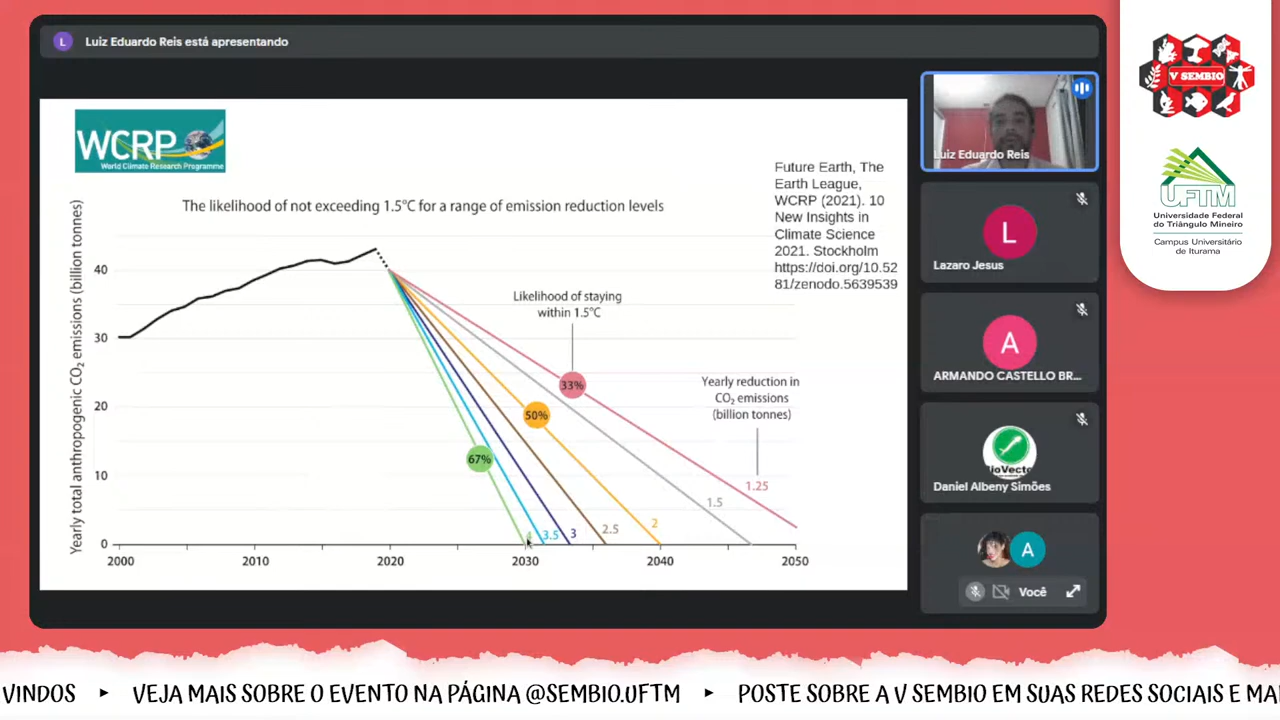 L
Luiz Eduardo Reis está apresentando
WCRP
World Climate Research Programme
The likelihood of not exceeding 1.5°C for a range of emission reduction levels
Future Earth, The
Earth League,
WCRP (2021). 10
New Insights in
Climate Science
2021. Stockholm
https://doi.org/10.52
81/zenodo.5639539
Yearly total anthropogenic CO₂ emissions (billion tonnes)
40
30
20
10
0
Likelihood of staying
within 1.5°C
33%
50%
67%
Yearly reduction in
CO₂ emissions
(billion tonnes)
1.25
1.5
2
2.5
3
3.5
4
2000
2010
2020
2030
2040
2050
Luiz Eduardo Reis
L
Lazaro Jesus
A
ARMANDO CASTELLO BR...
BioVecto
Daniel Albeny Simões
A
Você
V SEMBIO
UFTM
Universidade Federal
do Triângulo Mineiro
Campus Universitário
de Iturama
VINDOS ‣ VEJA MAIS SOBRE O EVENTO NA PÁGINA @SEMBIO.UFTM ‣ POSTE SOBRE A V SEMBIO EM SUAS REDES SOCIAIS E MA